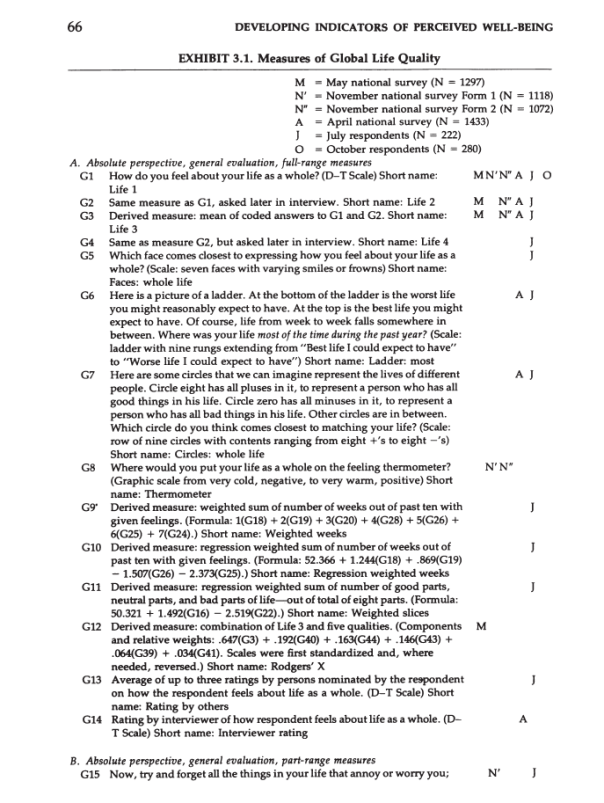 66 DEVELOPING INDICATORS OF PERCEIVED WELL-BEING
EXHIBIT 3.1. Measures of Global Life Quality
M = May national survey (N = 1297)
N' = November national survey Form 1 (N = 1118)
N" = November national survey Form 2 (N = 1072)
A = April national survey (N = 1433)
J = July respondents (N = 222)
O = October respondents (N = 280)
A. Absolute perspective, general evaluation, full-range measures
G1 How do you feel about your life as a whole? (D–T Scale) Short name: M N' N" A J O
Life 1
G2 Same measure as G1, asked later in interview. Short name: Life 2 M N" A J
G3 Derived measure: mean of coded answers to G1 and G2. Short name: M N" A J
Life 3
G4 Same as measure G2, but asked later in interview. Short name: Life 4 J
G5 Which face comes closest to expressing how you feel about your life as a J
whole? (Scale: seven faces with varying smiles or frowns) Short name:
Faces: whole life
G6 Here is a picture of a ladder. At the bottom of the ladder is the worst life A J
you might reasonably expect to have. At the top is the best life you might
expect to have. Of course, life from week to week falls somewhere in
between. Where was your life most of the time during the past year? (Scale:
ladder with nine rungs extending from "Best life I could expect to have"
to "Worse life I could expect to have") Short name: Ladder: most
G7 Here are some circles that we can imagine represent the lives of different A J
people. Circle eight has all pluses in it, to represent a person who has all
good things in his life. Circle zero has all minuses in it, to represent a
person who has all bad things in his life. Other circles are in between.
Which circle do you think comes closest to matching your life? (Scale:
row of nine circles with contents ranging from eight +'s to eight −'s)
Short name: Circles: whole life
G8 Where would you put your life as a whole on the feeling thermometer? N' N"
(Graphic scale from very cold, negative, to very warm, positive) Short
name: Thermometer
G9' Derived measure: weighted sum of number of weeks out of past ten with J
given feelings. (Formula: 1(G18) + 2(G19) + 3(G20) + 4(G28) + 5(G26) +
6(G25) + 7(G24).) Short name: Weighted weeks
G10 Derived measure: regression weighted sum of number of weeks out of J
past ten with given feelings. (Formula: 52.366 + 1.244(G18) + .869(G19)
− 1.507(G26) − 2.373(G25).) Short name: Regression weighted weeks
G11 Derived measure: regression weighted sum of number of good parts, J
neutral parts, and bad parts of life—out of total of eight parts. (Formula:
50.321 + 1.492(G16) − 2.519(G22).) Short name: Weighted slices
G12 Derived measure: combination of Life 3 and five qualities. (Components M
and relative weights: .647(G3) + .192(G40) + .163(G44) + .146(G43) +
.064(G39) + .034(G41). Scales were first standardized and, where
needed, reversed.) Short name: Rodgers' X
G13 Average of up to three ratings by persons nominated by the respondent J
on how the respondent feels about life as a whole. (D–T Scale) Short
name: Rating by others
G14 Rating by interviewer of how respondent feels about life as a whole. (D– A
T Scale) Short name: Interviewer rating
B. Absolute perspective, general evaluation, part-range measures
G15 Now, try and forget all the things in your life that annoy or worry you; N' J